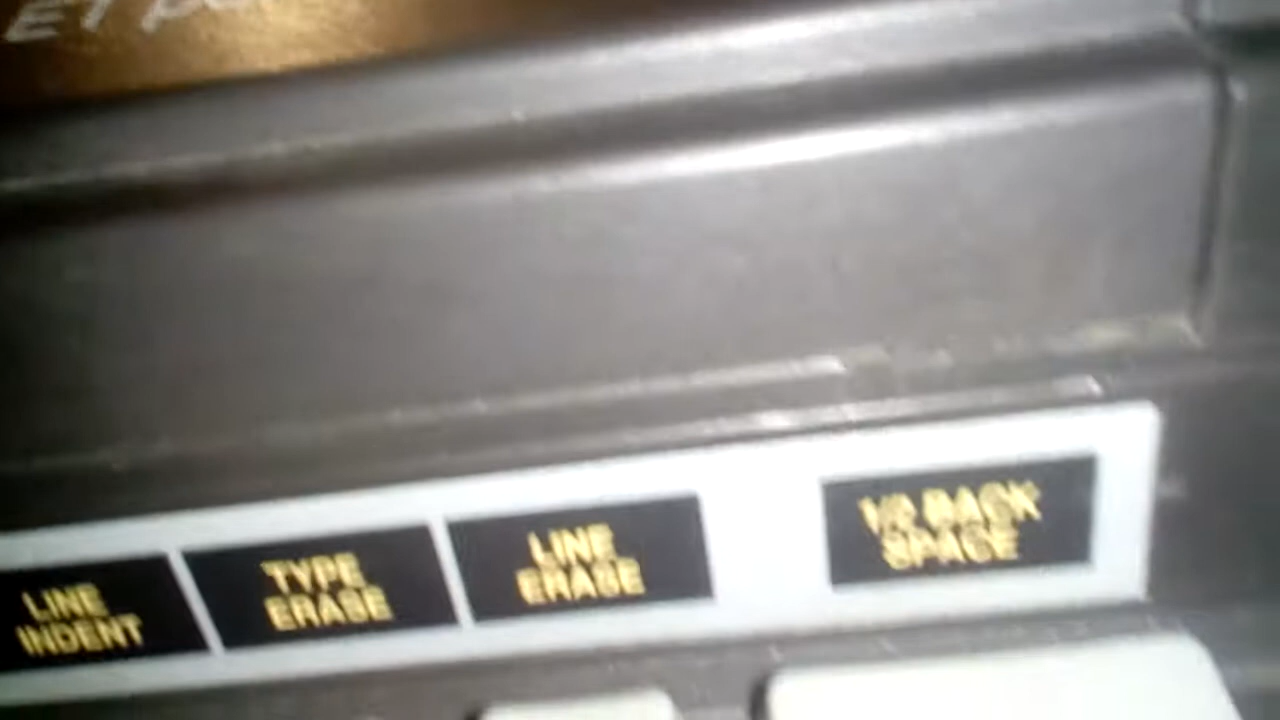 LINE
INDENT
TYPE
ERASE
LINE
ERASE
1/2 BACK
SPACE